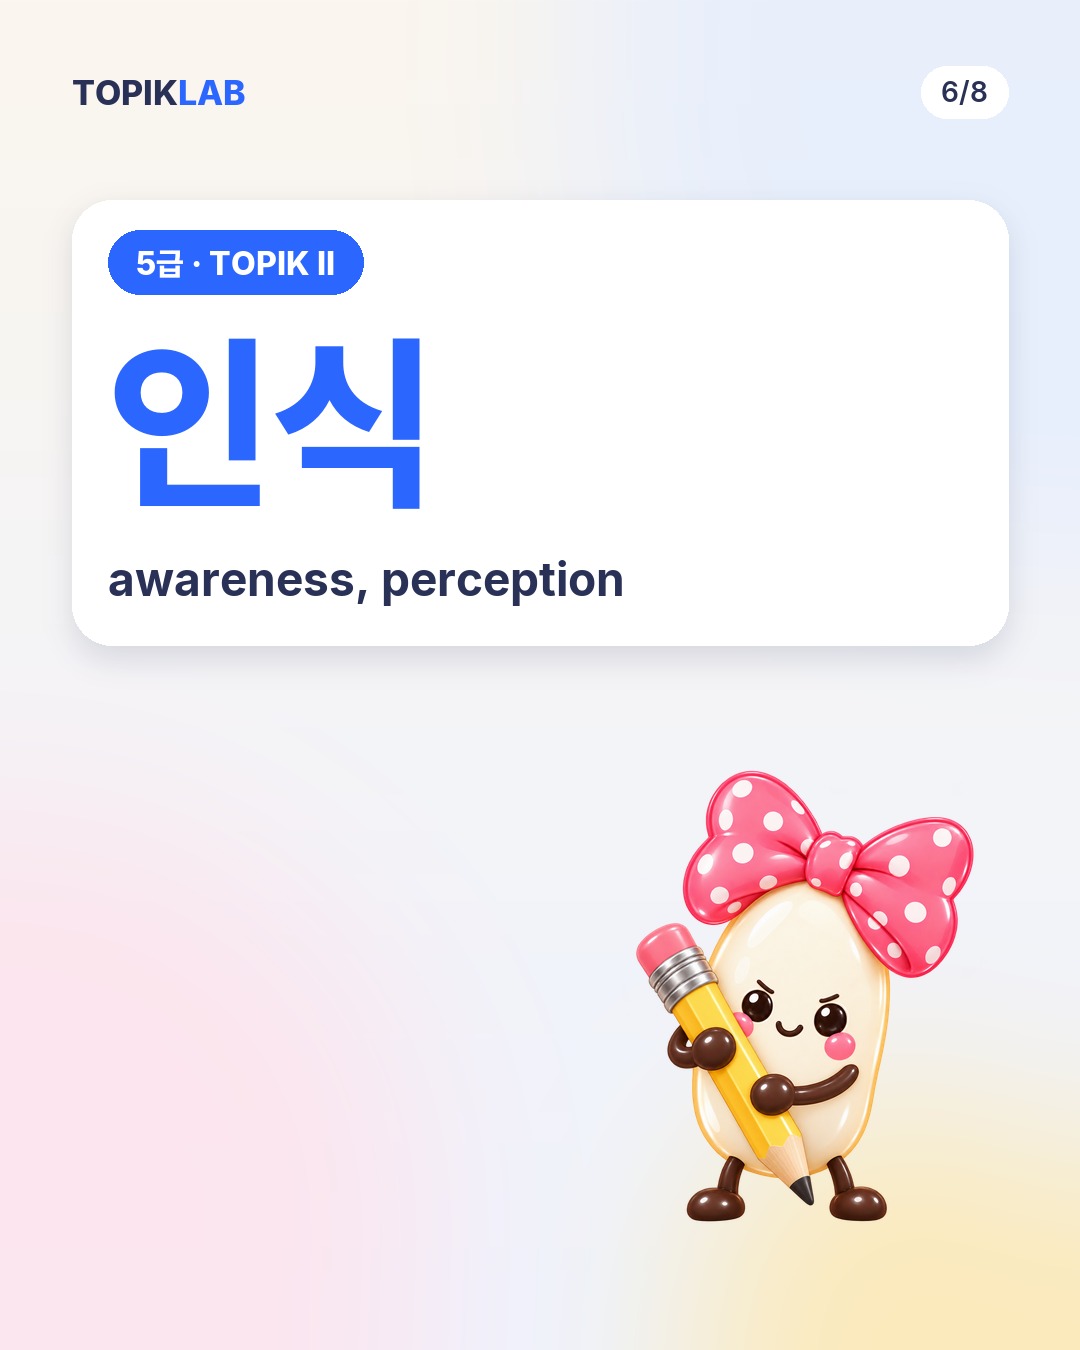 TOPIKLAB
6/8
5급 · TOPIK II
인식
awareness, perception